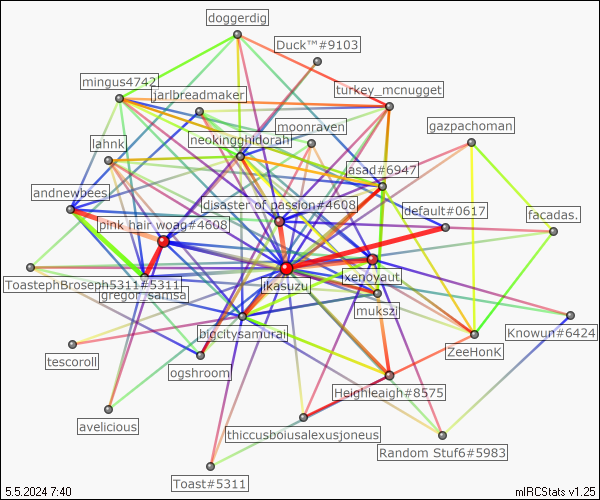 doggerdig
Duck™#9103
mingus4742
jarlbreadmaker
turkey_mcnugget
moonraven
gazpachoman
neokingghidorah
lahnk
asad#6947
andnewbees
disaster of passion#4608
default#0617
pink hair woag#4608
facadas.
ToastephBroseph5311#5311
jkasuzu
xenoyaut
gregor_samsa
mukszi
bigcitysamurai
Knowun#6424
tescoroll
ogshroom
ZeeHonK
Heighleaigh#8575
avelicious
thiccusboiusalexusjoneus
Random Stuf6#5983
Toast#5311
5.5.2024 7:40
mIRCStats v1.25